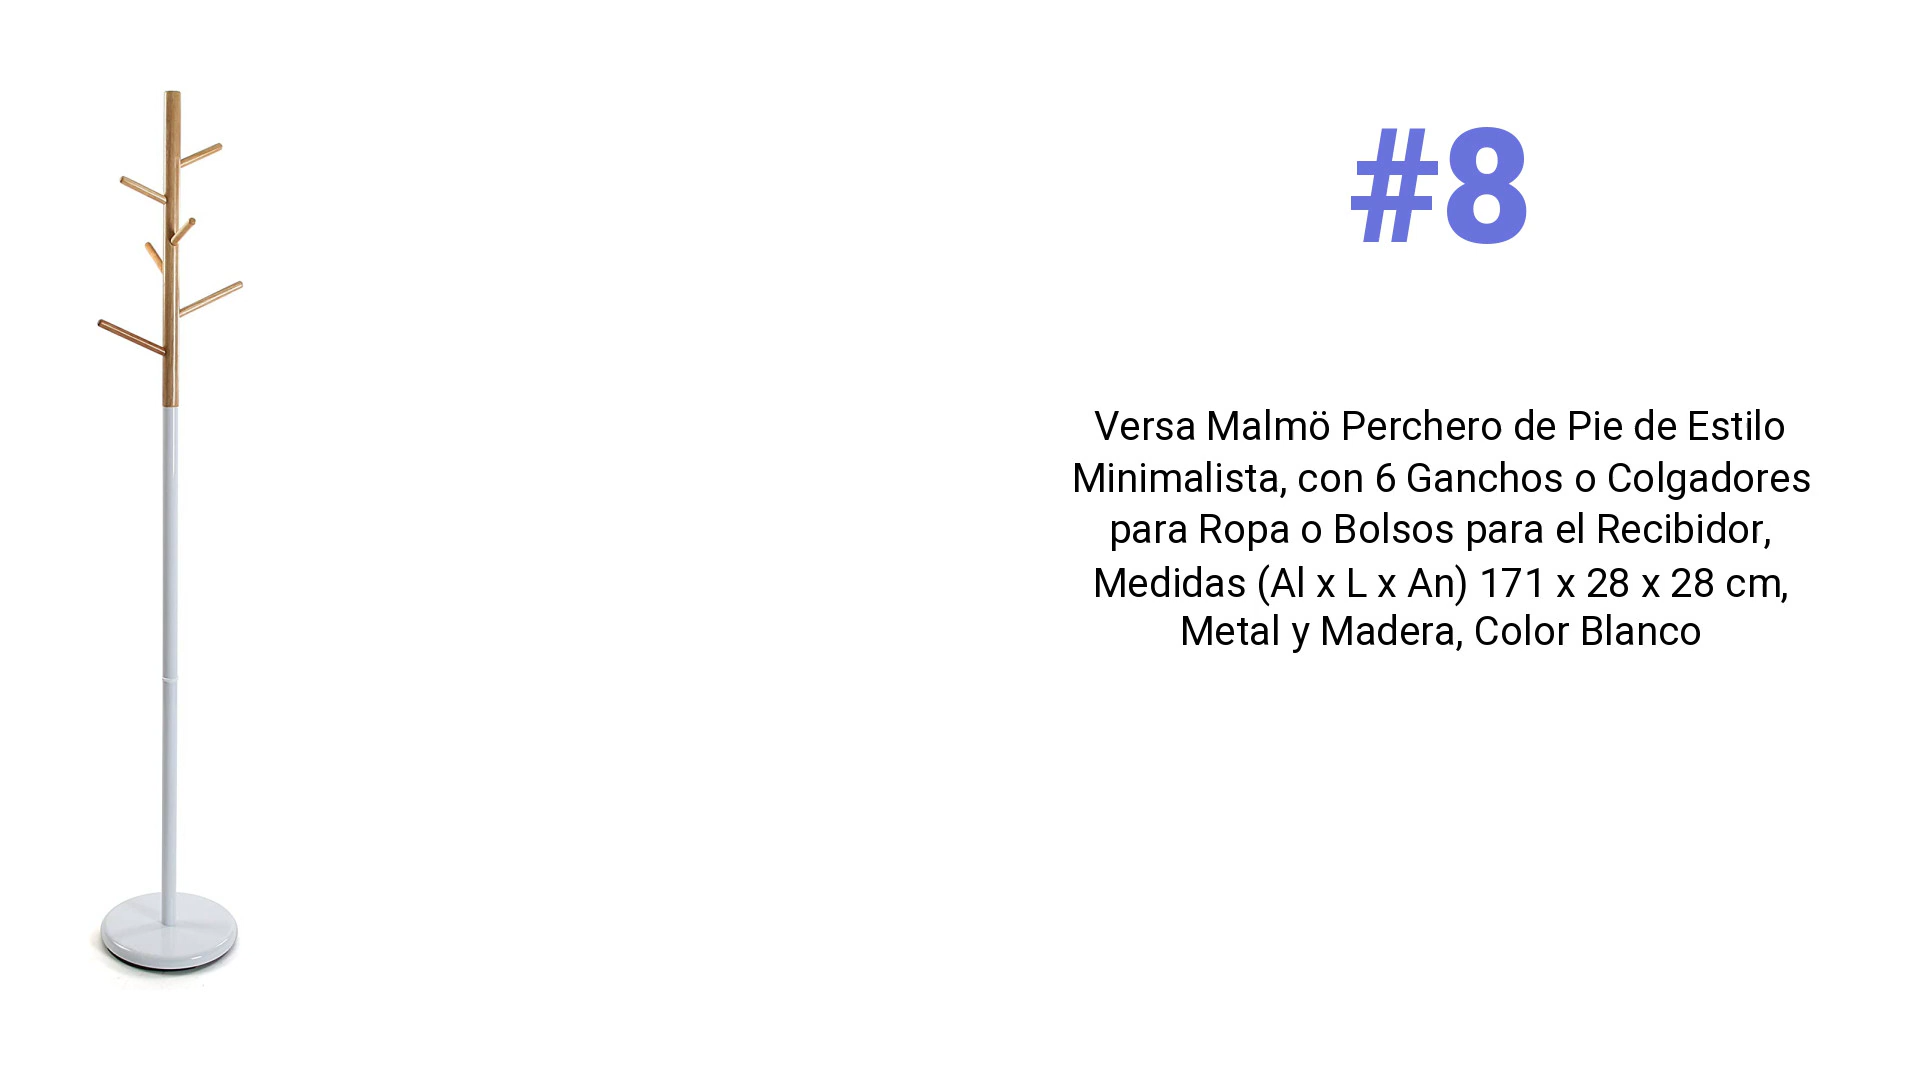 #8
Versa Malmö Perchero de Pie de Estilo
Minimalista, con 6 Ganchos o Colgadores
para Ropa o Bolsos para el Recibidor,
Medidas (Al x L x An) 171 x 28 x 28 cm,
Metal y Madera, Color Blanco